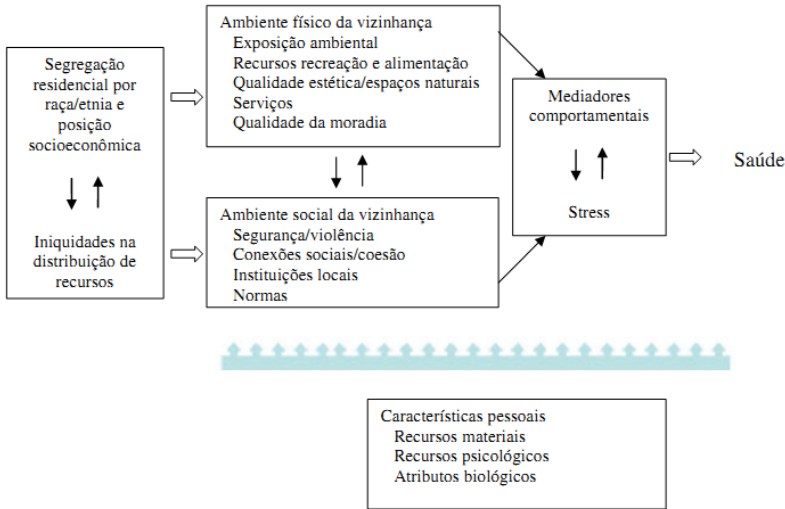 Segregação
residencial por
raça/etnia e
posição
socioeconômica
Iniquidades na
distribuição de
recursos
Ambiente físico da vizinhança
Exposição ambiental
Recursos recreação e alimentação
Qualidade estética/espaços naturais
Serviços
Qualidade da moradia
Ambiente social da vizinhança
Segurança/violência
Conexões sociais/coesão
Instituições locais
Normas
Mediadores
comportamentais
Stress
Saúde
Características pessoais
Recursos materiais
Recursos psicológicos
Atributos biológicos